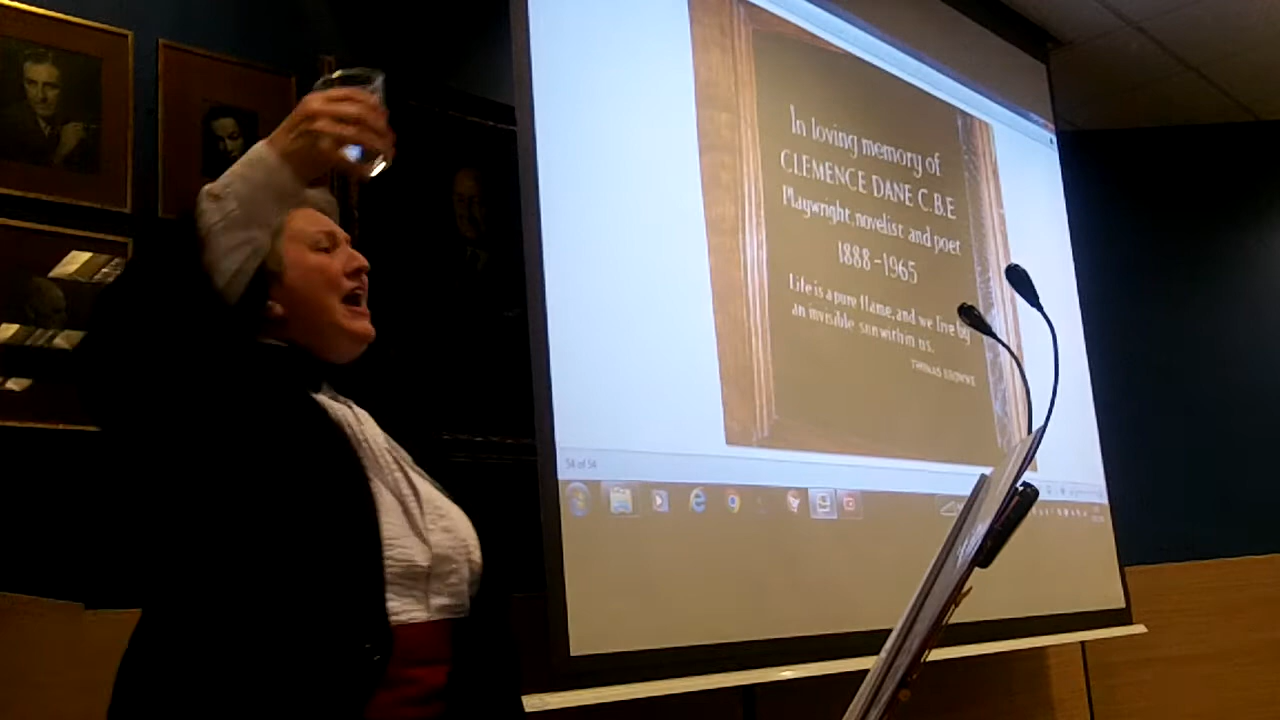 In loving memory of
CLEMENCE DANE C.B.E
Playwright, novelist and poet
1888-1965
Life is a pure flame, and we live by
an invisible sun within us.
THOMAS BROWNE
54 of 54